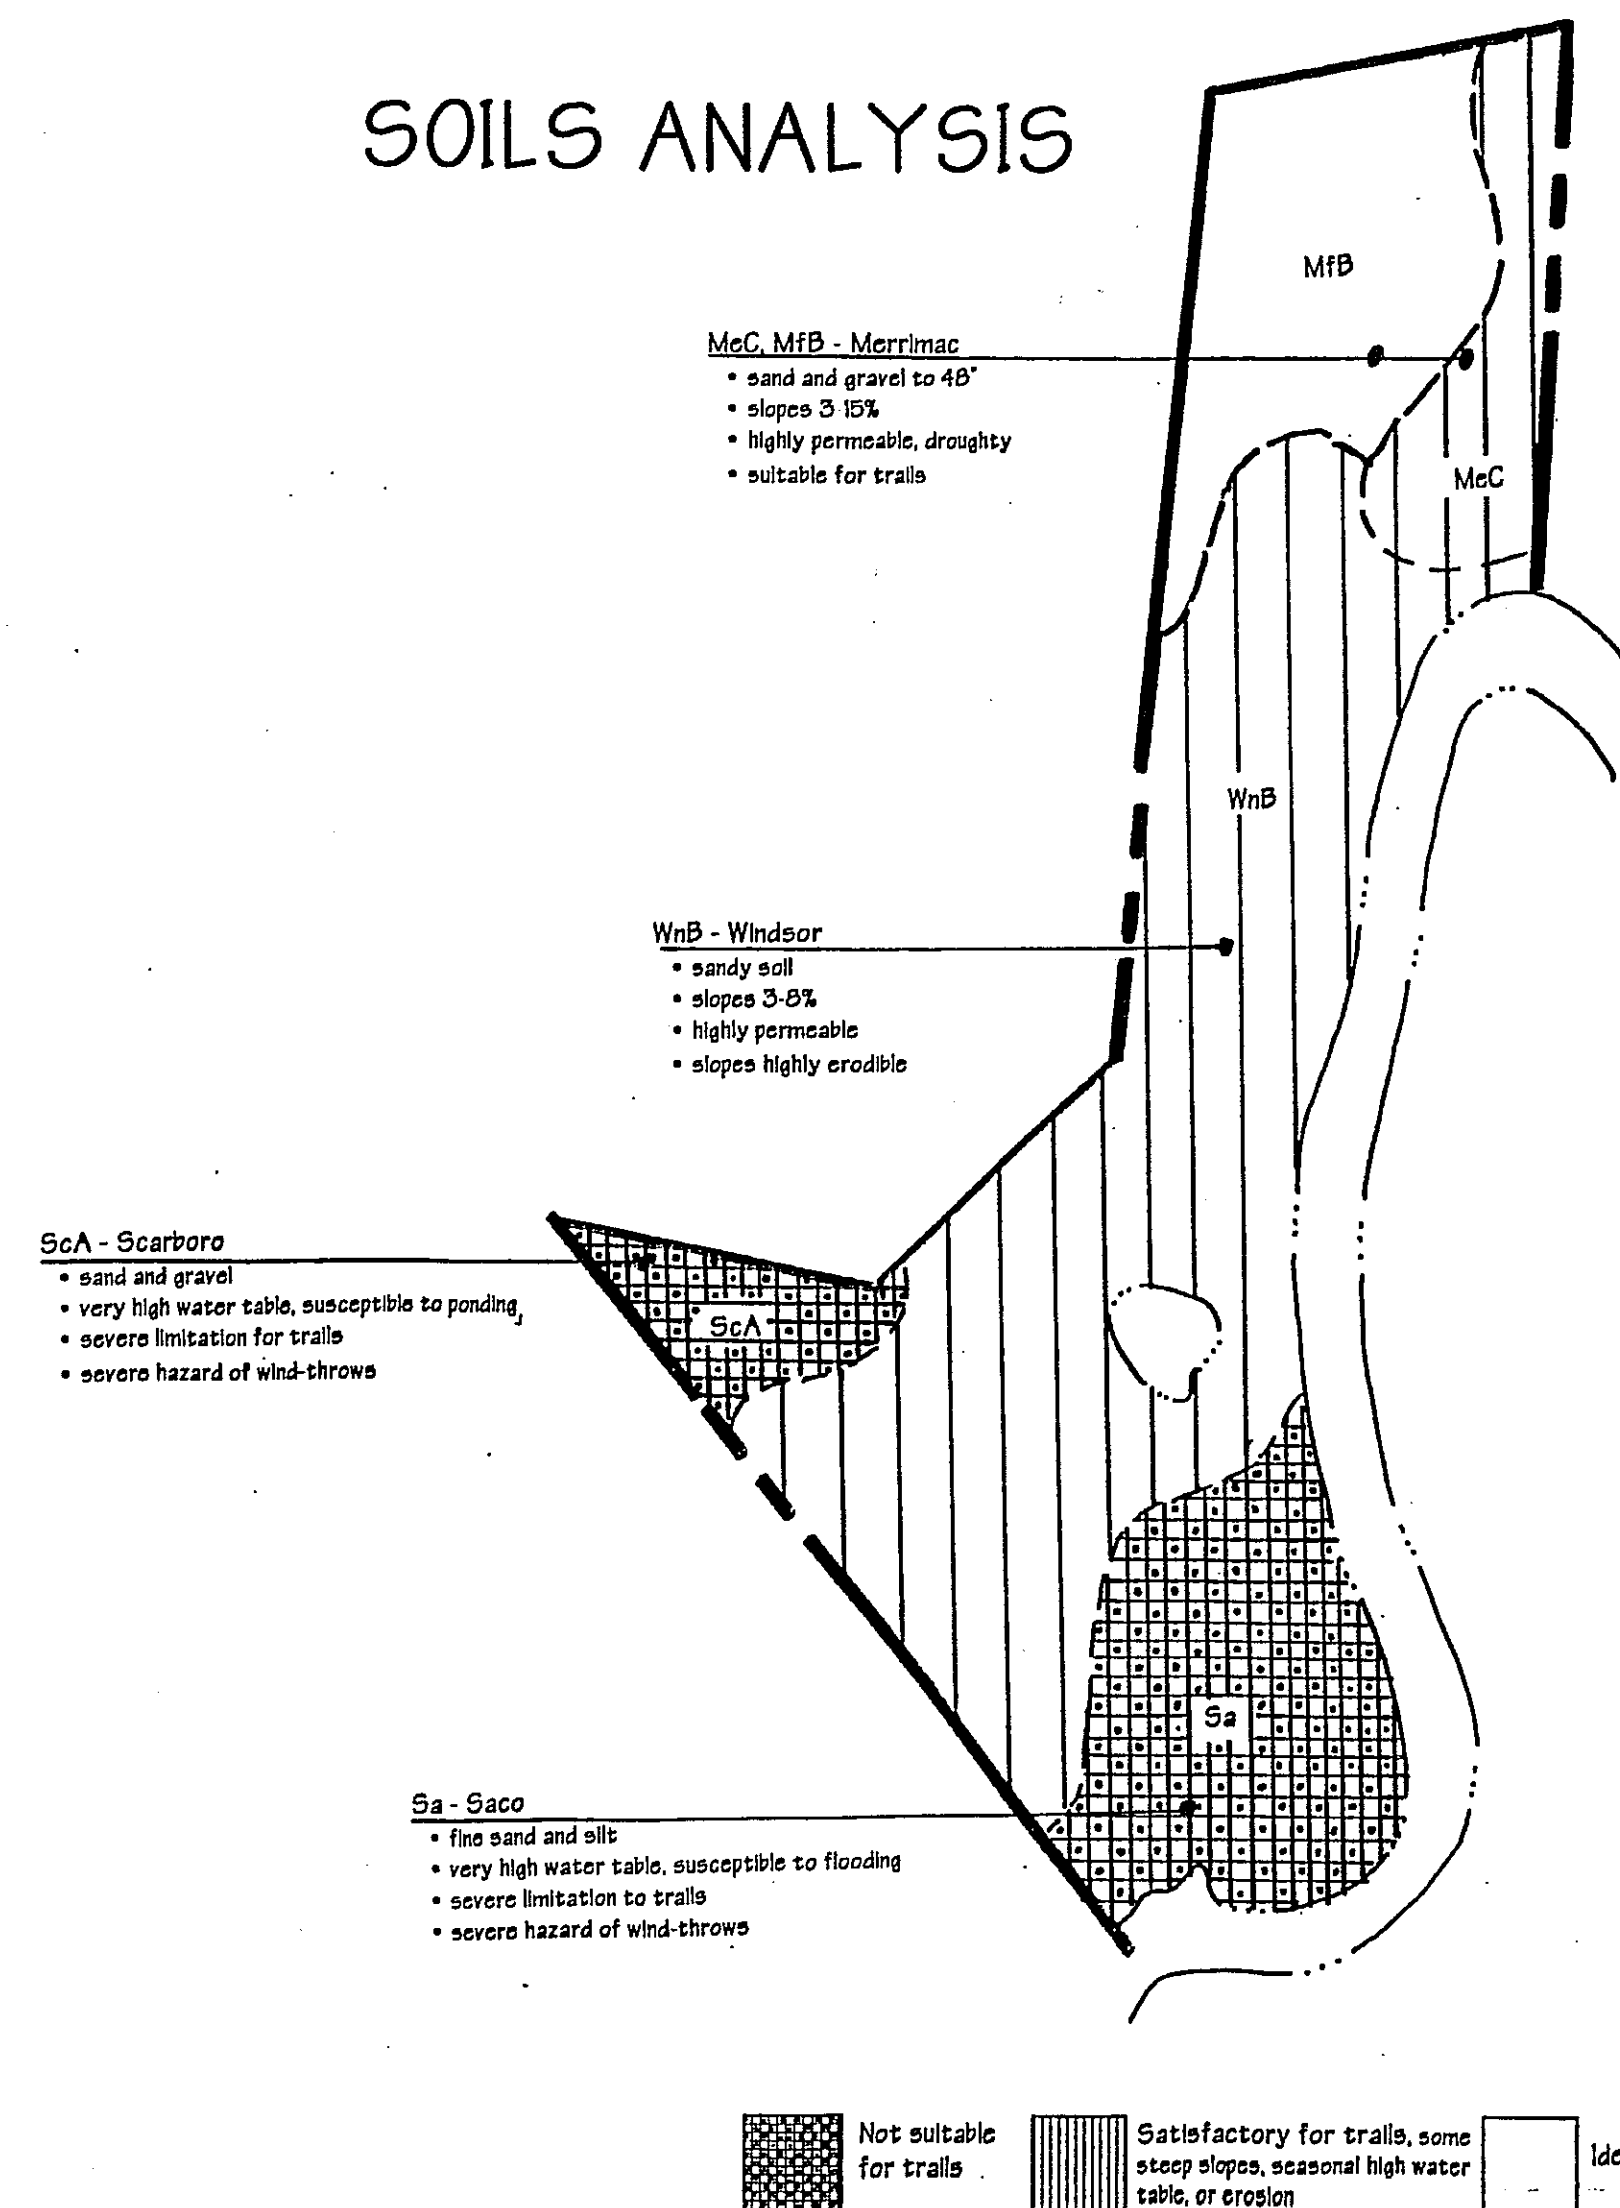 SOILS ANALYSIS
MfB
MeC, MfB - Merrimac
• sand and gravel to 48"
• slopes 3-15%
• highly permeable, droughty
• suitable for trails
MeC
WnB
WnB - Windsor
• sandy soil
• slopes 3-8%
• highly permeable
• slopes highly erodible
ScA - Scarboro
• sand and gravel
• very high water table, susceptible to ponding,
• severe limitation for trails
• severe hazard of wind-throws
ScA
Sa
Sa - Saco
• fine sand and silt
• very high water table, susceptible to flooding
• severe limitation to trails
• severe hazard of wind-throws
Not suitable
for trails
Satisfactory for trails, some
steep slopes, seasonal high water
table, or erosion